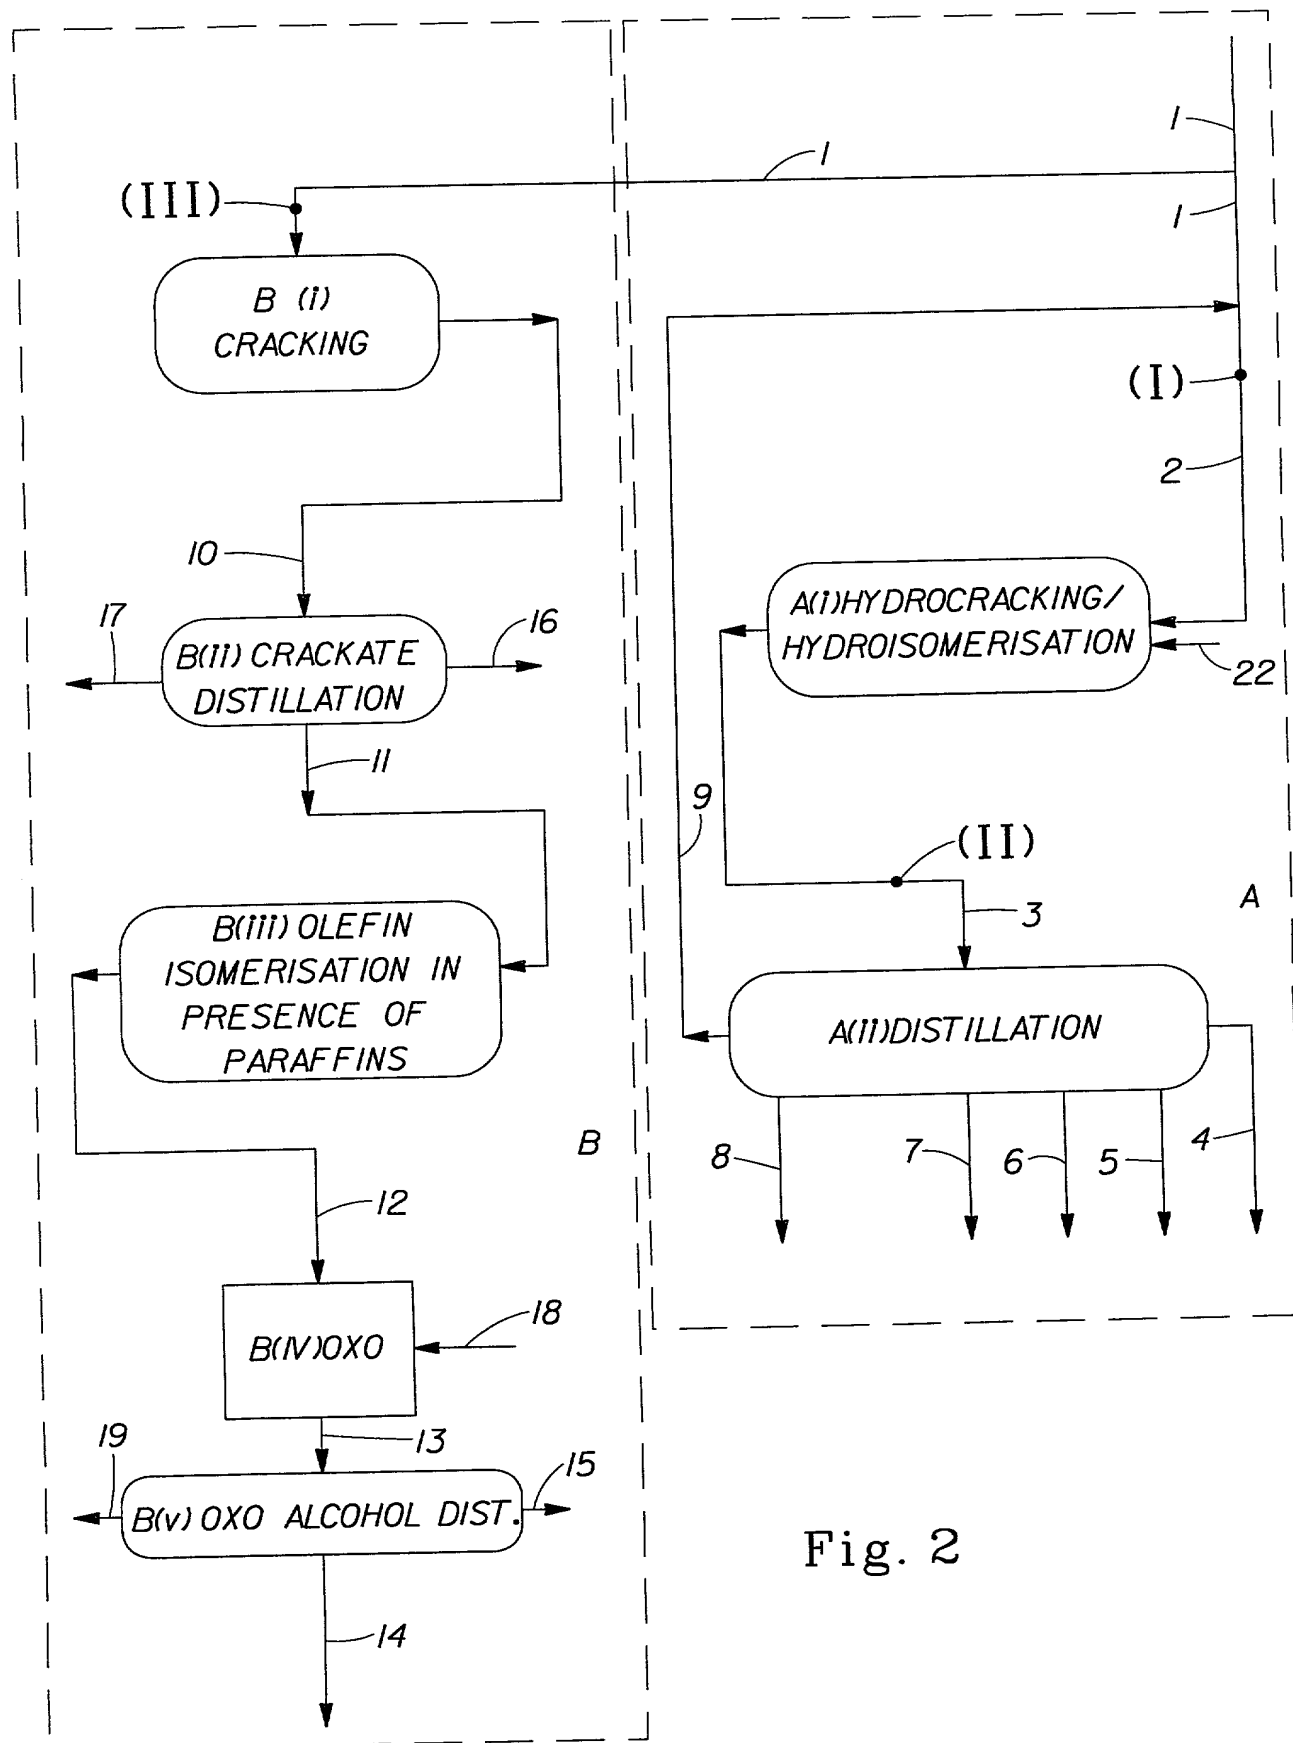 1
1
(III)
1
B (i)
CRACKING
(I)
2
10
A(i)HYDROCRACKING/
HYDROISOMERISATION
22
17
16
B(ii) CRACKATE
DISTILLATION
11
9
(II)
A
3
B(iii) OLEFIN
ISOMERISATION IN
PRESENCE OF
PARAFFINS
A(ii)DISTILLATION
B
8
7
6
5
4
12
18
B(IV)OXO
13
19
15
B(v) OXO ALCOHOL DIST.
14
Fig. 2